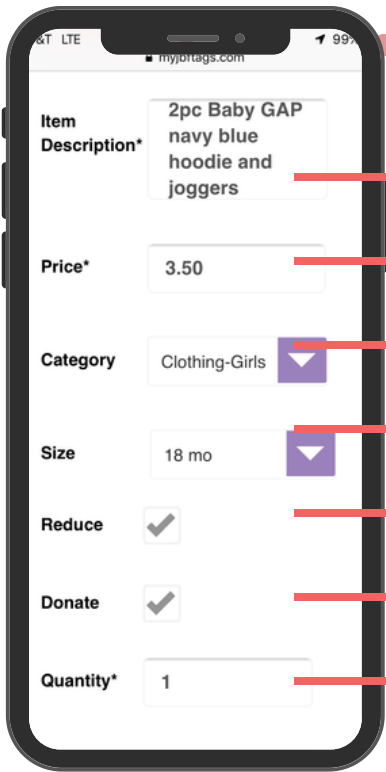 &T LTE 99%
myjbftags.com
Item
Description*
2pc Baby GAP
navy blue
hoodie and
joggers
Price*
3.50
Category
Clothing-Girls
Size
18 mo
Reduce
Donate
Quantity*
1